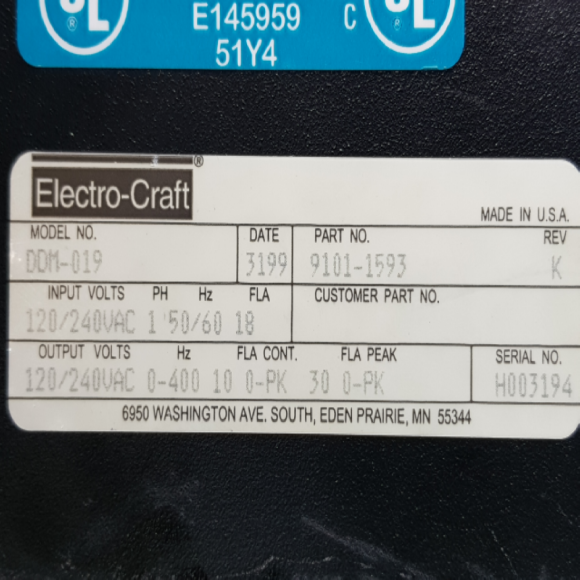 UL ® E145959 C UL ®
51Y4
Electro-Craft®
MADE IN U.S.A.
MODEL NO. DATE PART NO. REV
DDM-019 3199 9101-1593 K
INPUT VOLTS PH Hz FLA CUSTOMER PART NO.
120/240VAC 1 50/60 18
OUTPUT VOLTS Hz FLA CONT. FLA PEAK SERIAL NO.
120/240VAC 0-400 10 0-PK 30 0-PK H003194
6950 WASHINGTON AVE. SOUTH, EDEN PRAIRIE, MN 55344